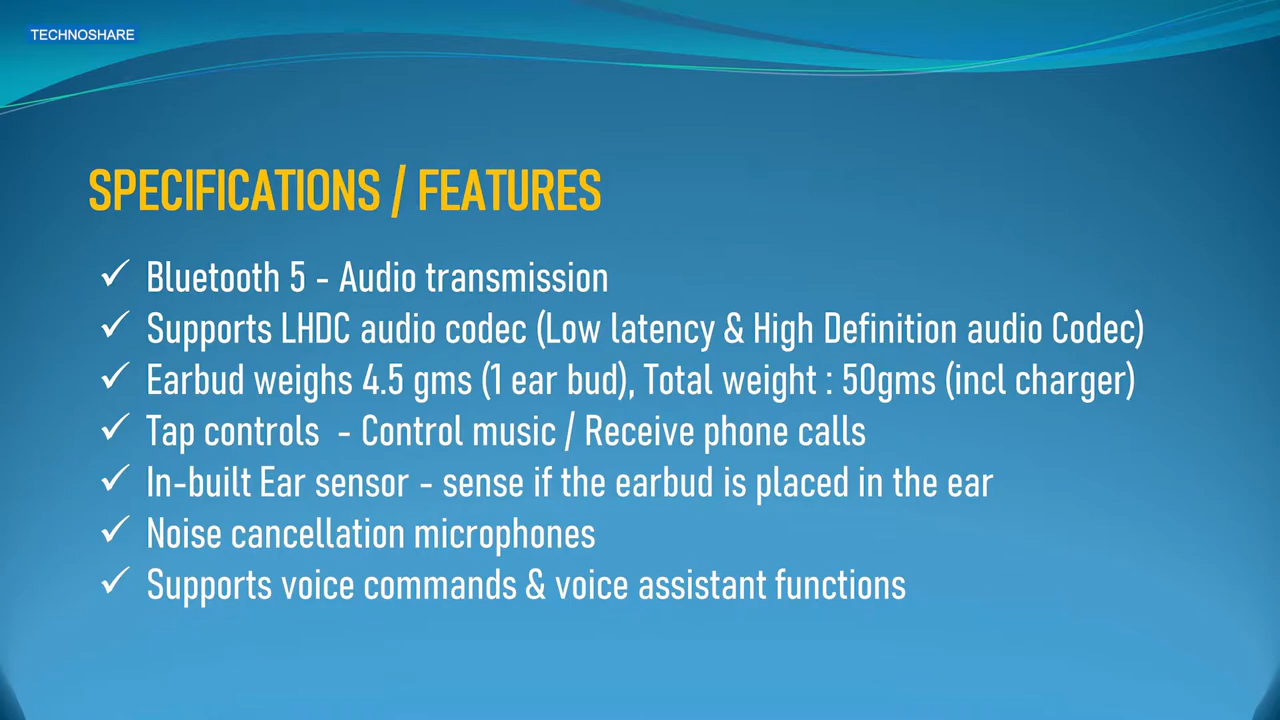 TECHNOSHARE
SPECIFICATIONS / FEATURES
✓ Bluetooth 5 - Audio transmission
✓ Supports LHDC audio codec (Low latency & High Definition audio Codec)
✓ Earbud weighs 4.5 gms (1 ear bud), Total weight : 50gms (incl charger)
✓ Tap controls - Control music / Receive phone calls
✓ In-built Ear sensor - sense if the earbud is placed in the ear
✓ Noise cancellation microphones
✓ Supports voice commands & voice assistant functions